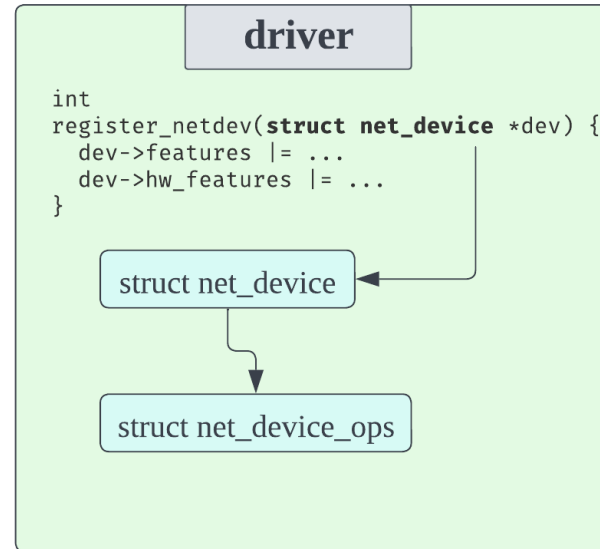 driver
int
register_netdev(struct net_device *dev) {
  dev->features |= ...
  dev->hw_features |= ...
}
struct net_device
struct net_device_ops